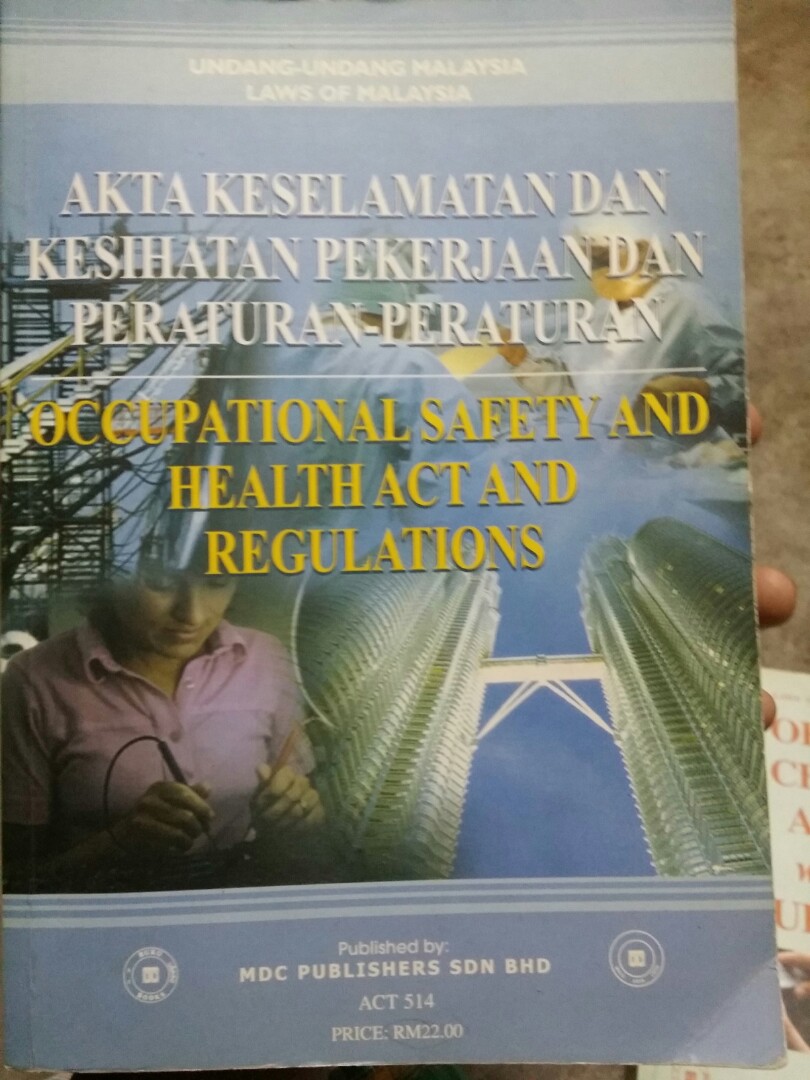 UNDANG-UNDANG MALAYSIA
LAWS OF MALAYSIA
AKTA KESELAMATAN DAN
KESIHATAN PEKERJAAN DAN
PERATURAN-PERATURAN
OCCUPATIONAL SAFETY AND
HEALTH ACT AND
REGULATIONS
Published by:
MDC PUBLISHERS SDN BHD
ACT 514
PRICE: RM22.00
BOOKS